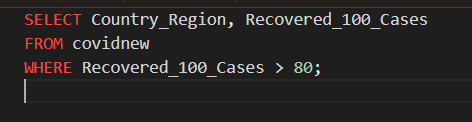 SELECT Country_Region, Recovered_100_Cases
FROM covidnew
WHERE Recovered_100_Cases > 80;